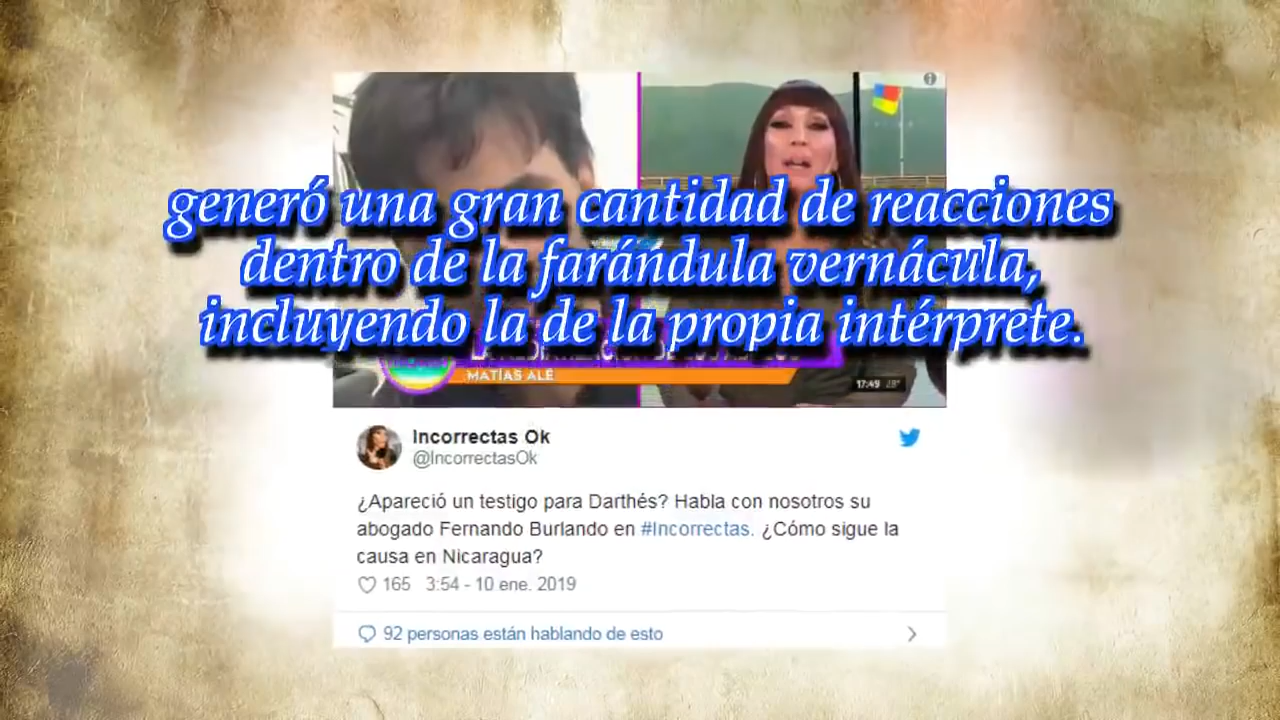 generó una gran cantidad de reacciones
dentro de la farándula vernácula,
incluyendo la de la propia intérprete.
MATÍAS ALÉ
17:49 28°
Incorrectas Ok
@IncorrectasOk
¿Apareció un testigo para Darthés? Habla con nosotros su
abogado Fernando Burlando en #Incorrectas. ¿Cómo sigue la
causa en Nicaragua?
165 3:54 - 10 ene. 2019
92 personas están hablando de esto